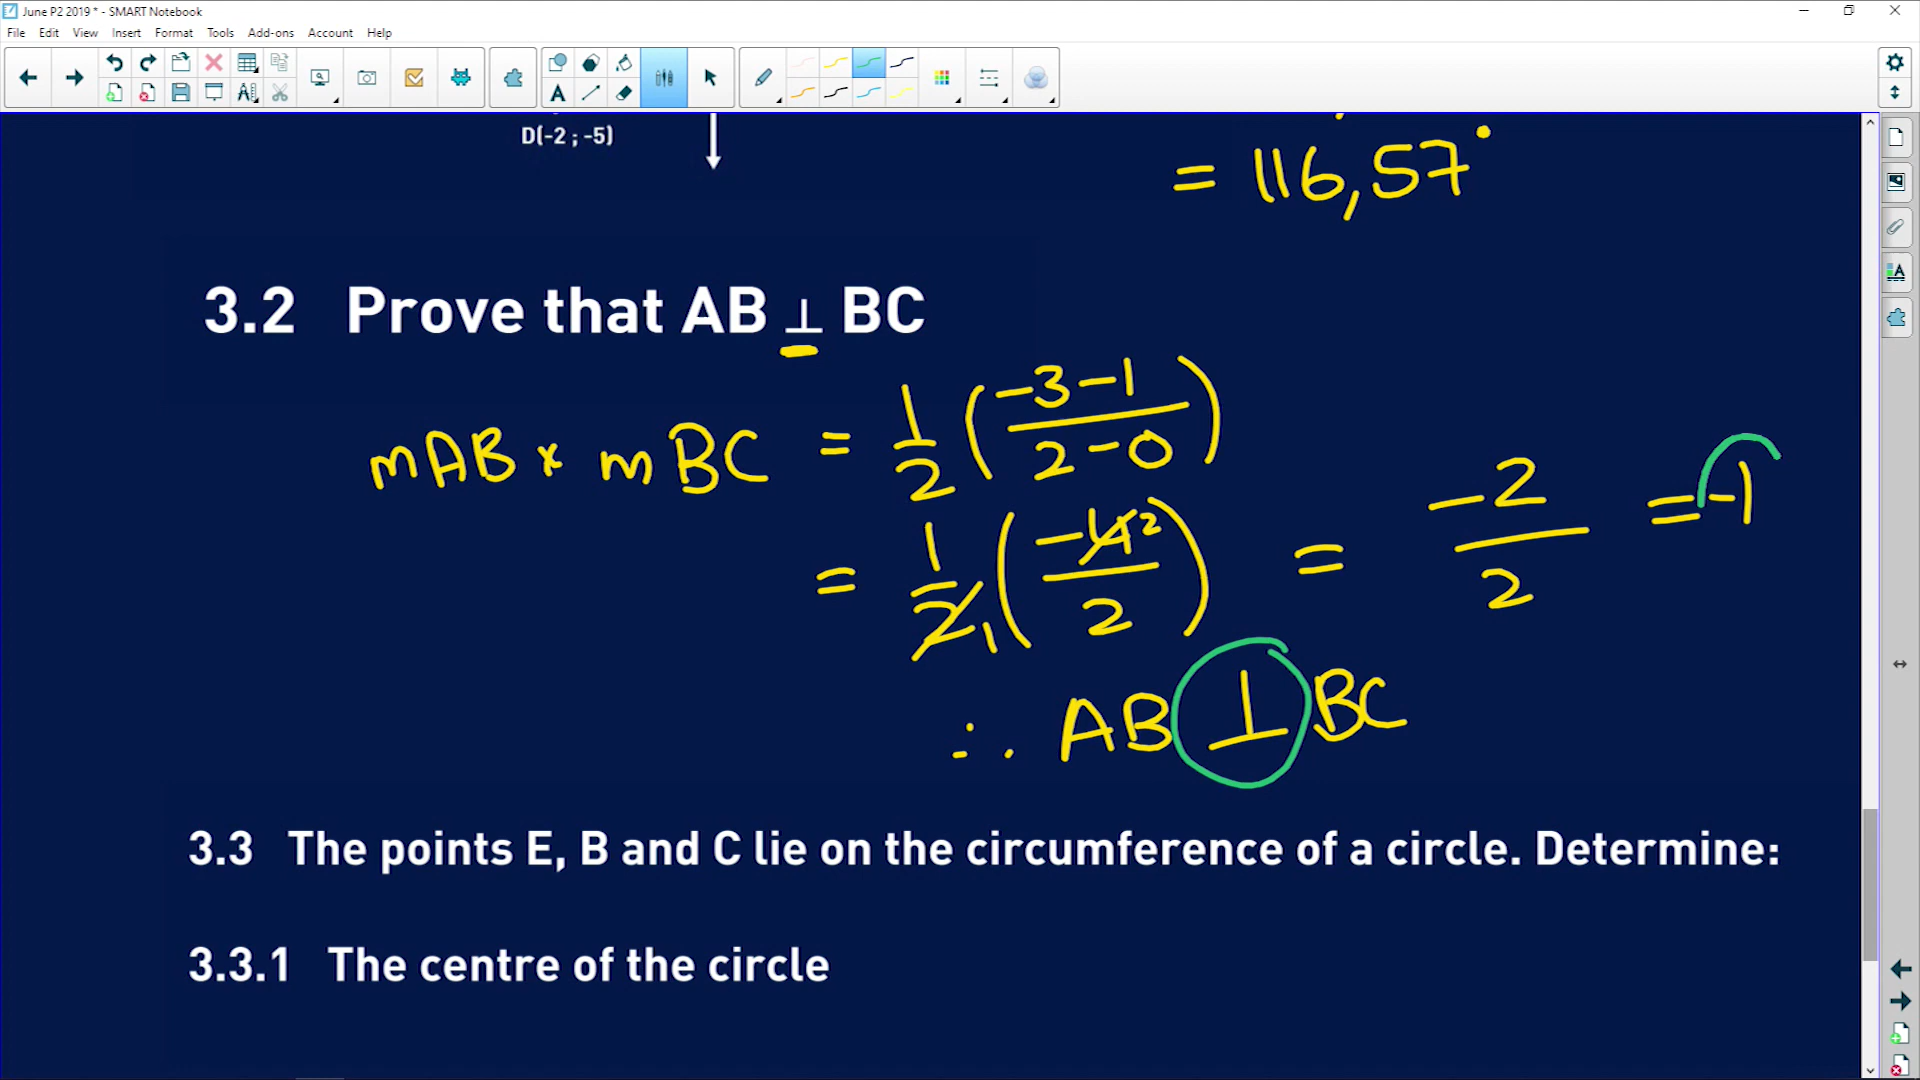 June P2 2019 * - SMART Notebook
File Edit View Insert Format Tools Add-ons Account Help
D(-2 ; -5)
= 116,57°
3.2 Prove that AB ⊥ BC
mAB × mBC = 1/2 (-3-1/2-0)
= 1/2 1 (-4 2/2) = -2/2 = -1
∴ AB ⊥ BC
3.3 The points E, B and C lie on the circumference of a circle. Determine:
3.3.1 The centre of the circle